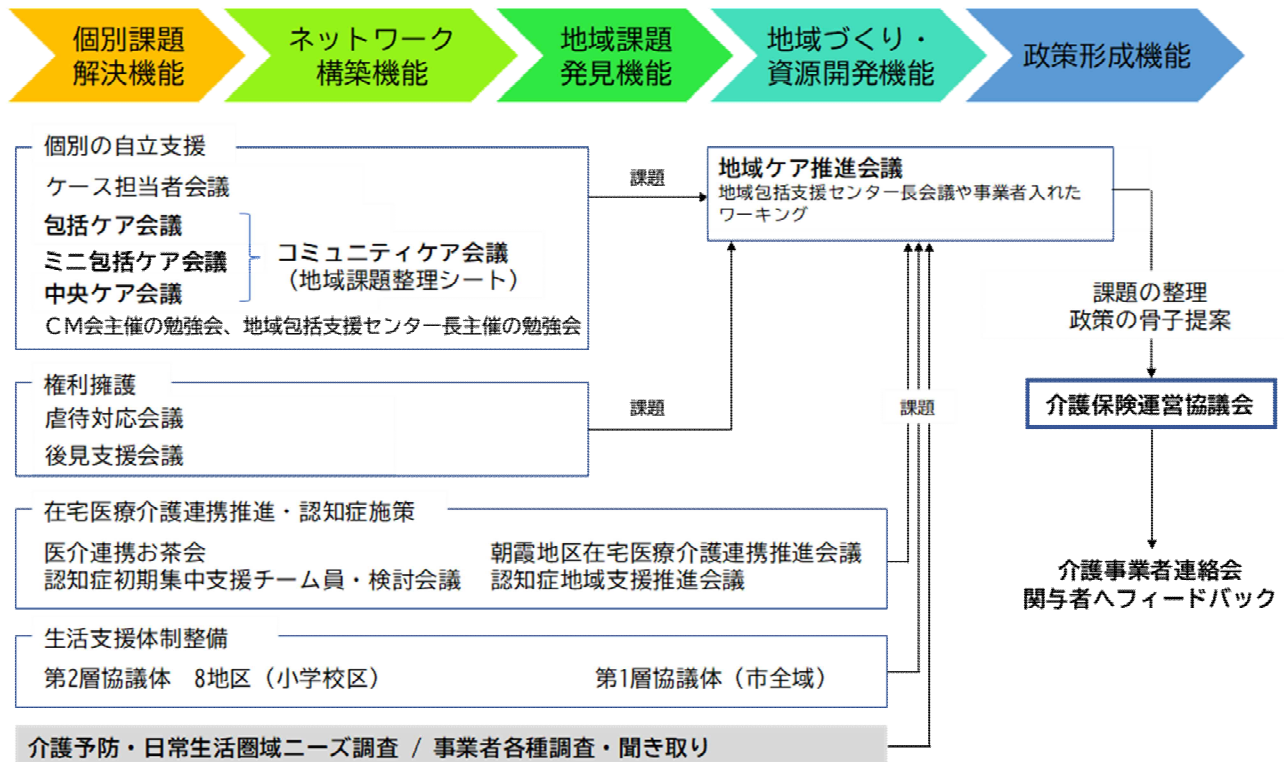 個別課題
解決機能
ネットワーク
構築機能
地域課題
発見機能
地域づくり・
資源開発機能
政策形成機能
個別の自立支援
ケース担当者会議
包括ケア会議
ミニ包括ケア会議
中央ケア会議
コミュニティケア会議
（地域課題整理シート）
ＣＭ会主催の勉強会、地域包括支援センター長主催の勉強会
課題
地域ケア推進会議
地域包括支援センター長会議や事業者入れた
ワーキング
権利擁護
虐待対応会議
後見支援会議
課題
課題
課題の整理
政策の骨子提案
介護保険運営協議会
介護事業者連絡会
関与者へフィードバック
在宅医療介護連携推進・認知症施策
医介連携お茶会
朝霞地区在宅医療介護連携推進会議
認知症初期集中支援チーム員・検討会議
認知症地域支援推進会議
生活支援体制整備
第2層協議体　8地区（小学校区）
第1層協議体（市全域）
介護予防・日常生活圏域ニーズ調査 / 事業者各種調査・聞き取り